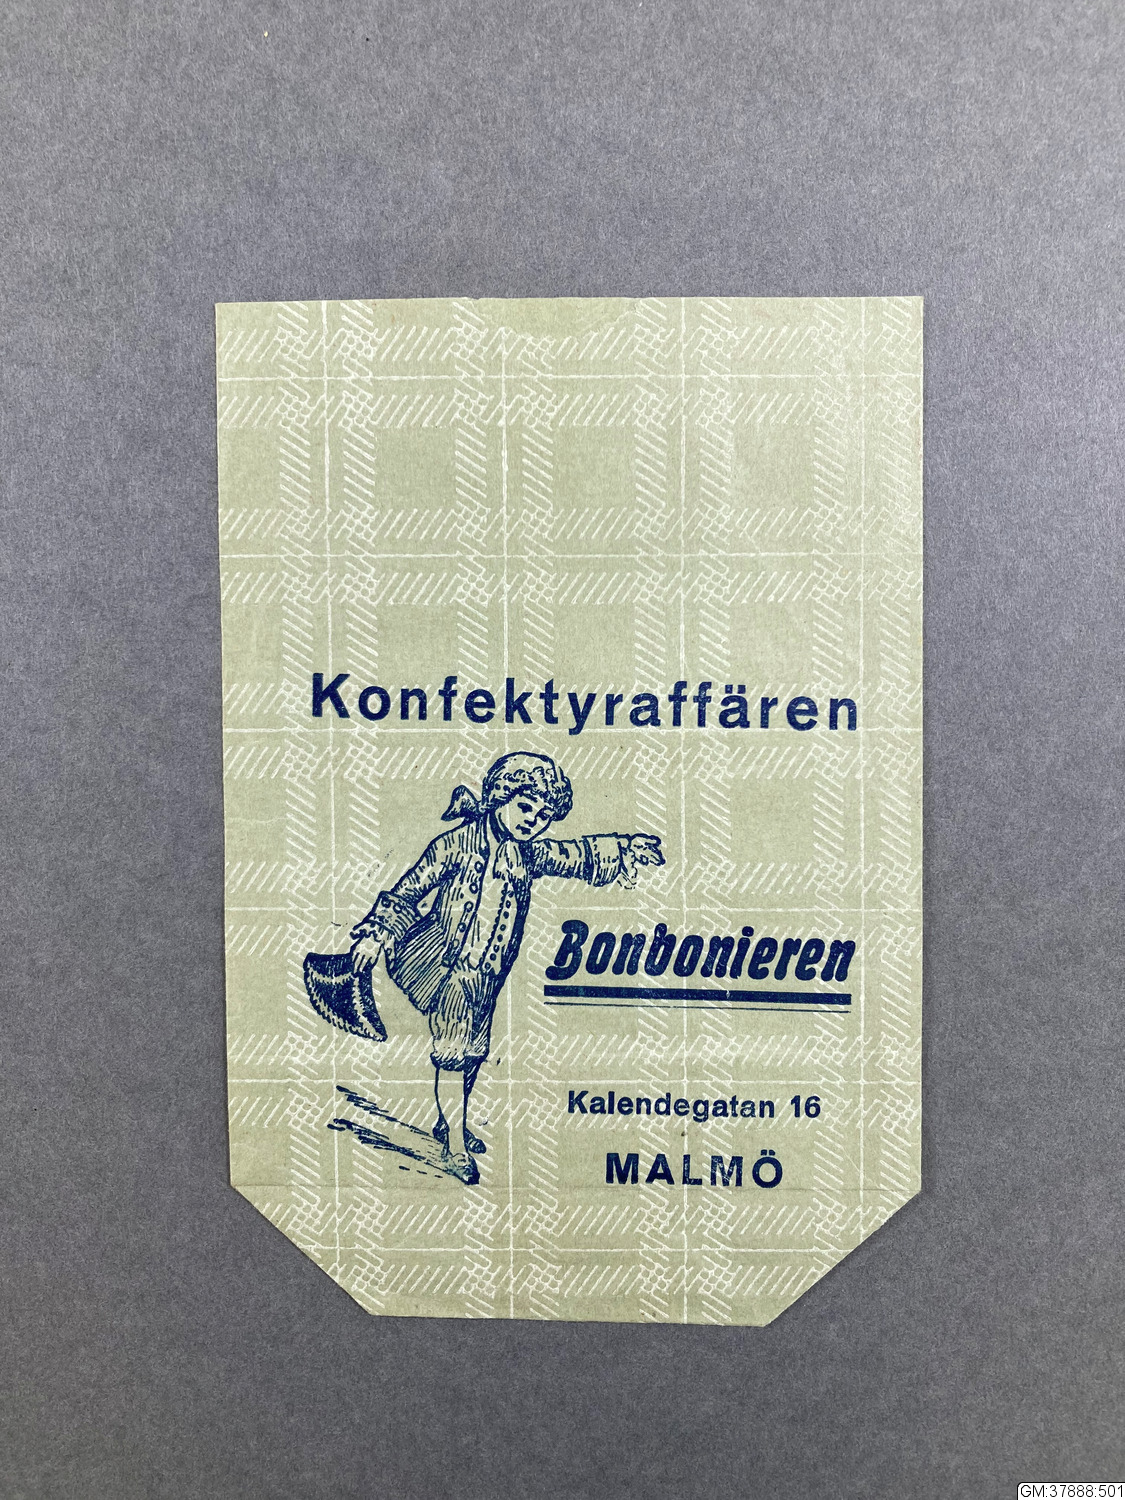 Konfektyraffären
Bonbonieren
Kalendegatan 16
MALMÖ
GM:37888:501